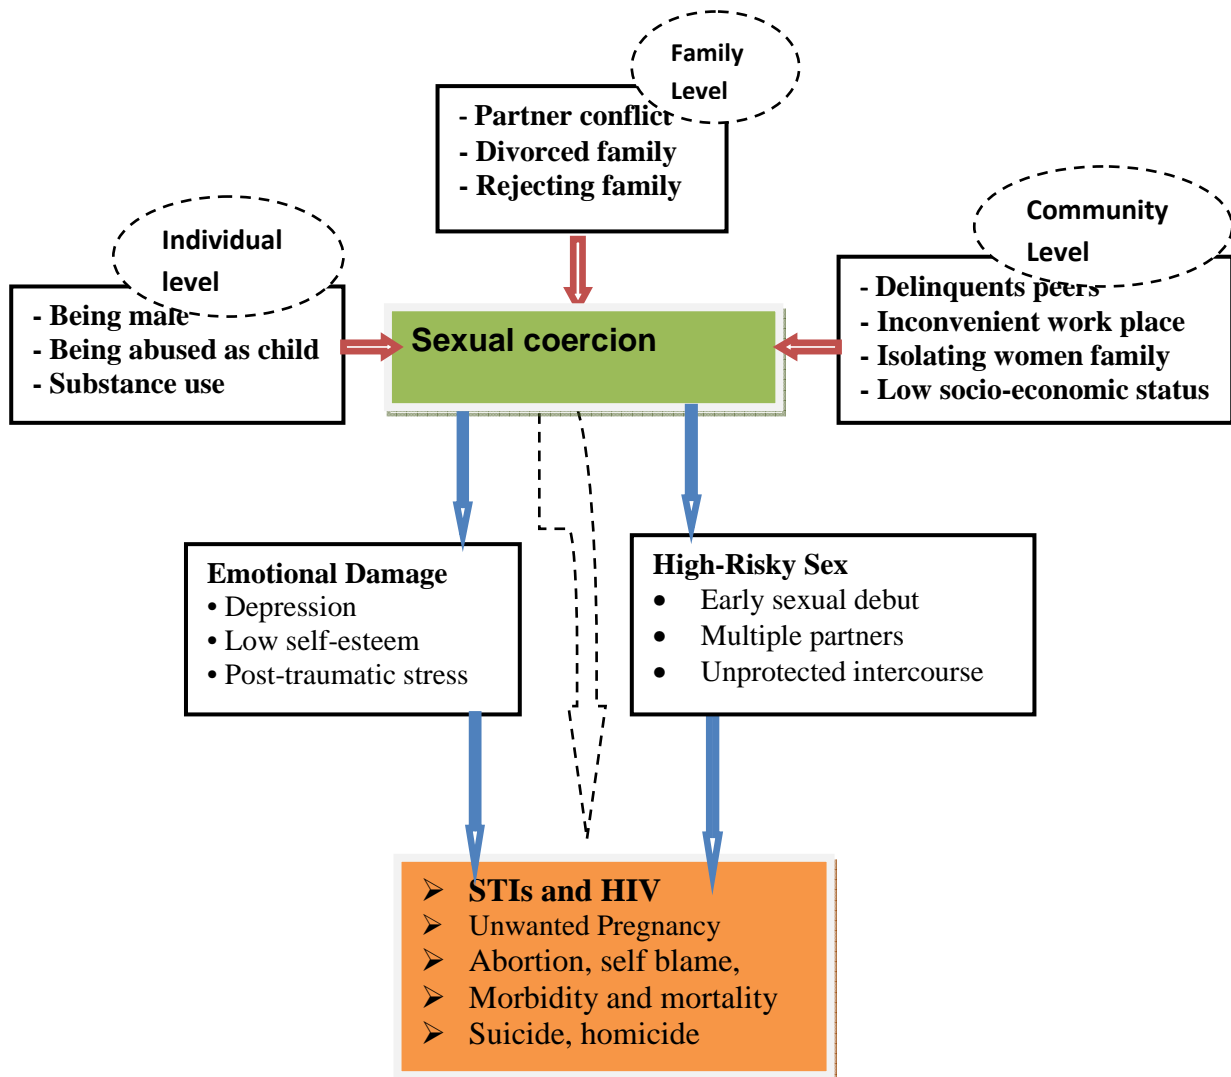 Family
Level
- Partner conflict
- Divorced family
- Rejecting family
Individual
level
- Being male
- Being abused as child
- Substance use
Community
Level
- Delinquents peers
- Inconvenient work place
- Isolating women family
- Low socio-economic status
Sexual coercion
Emotional Damage
• Depression
• Low self-esteem
• Post-traumatic stress
High-Risky Sex
• Early sexual debut
• Multiple partners
• Unprotected intercourse
➢ STIs and HIV
➢ Unwanted Pregnancy
➢ Abortion, self blame,
➢ Morbidity and mortality
➢ Suicide, homicide